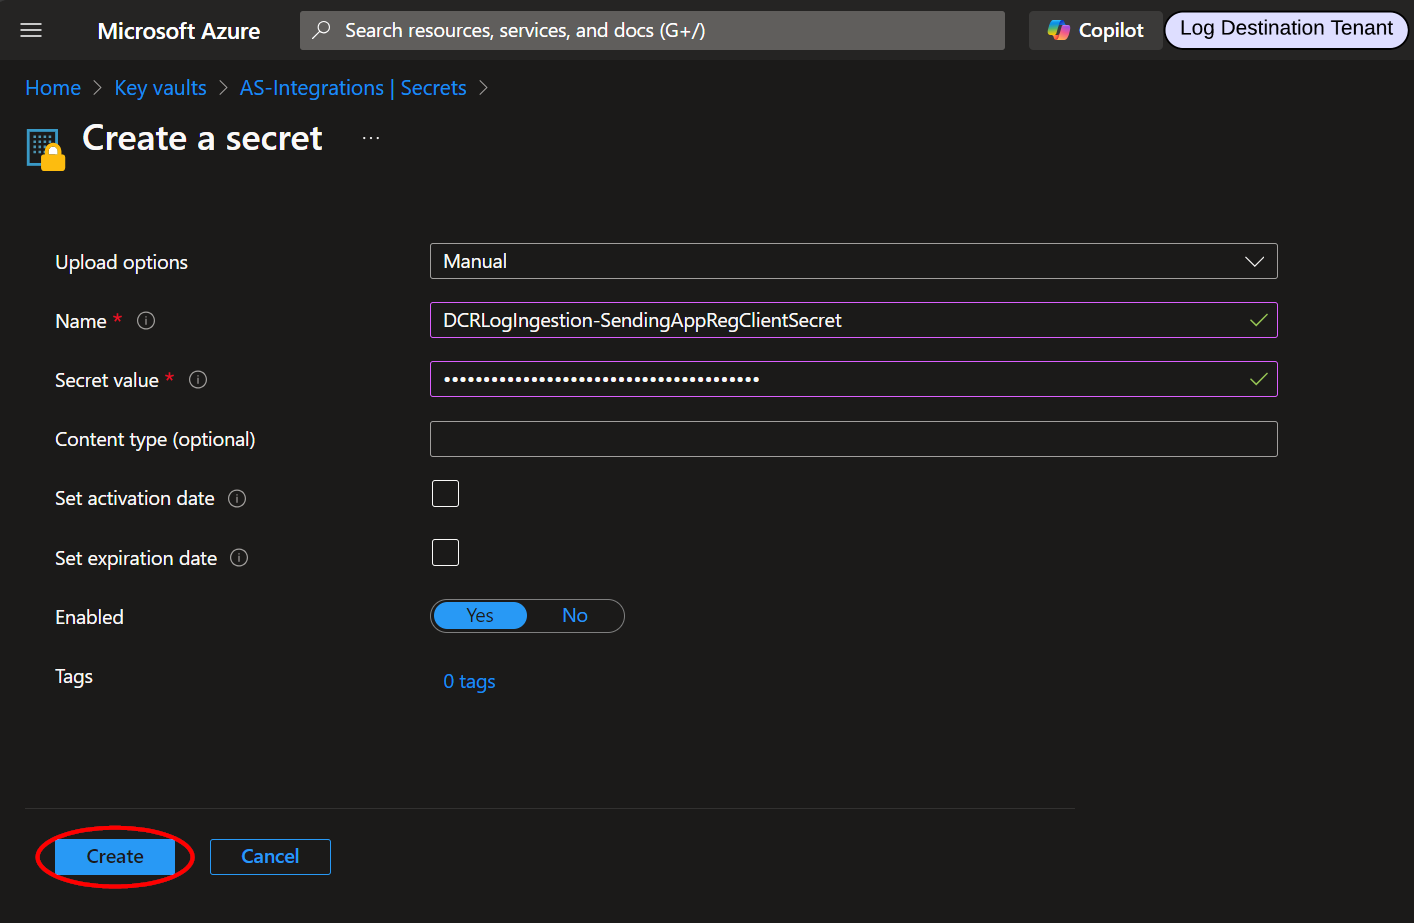 Microsoft Azure
Search resources, services, and docs (G+/)
Copilot
Log Destination Tenant
Home > Key vaults > AS-Integrations | Secrets >
Create a secret ...
Upload options
Manual
Name *
DCRLogIngestion-SendingAppRegClientSecret
Secret value *
Content type (optional)
Set activation date
Set expiration date
Enabled
Yes No
Tags
0 tags
Create
Cancel